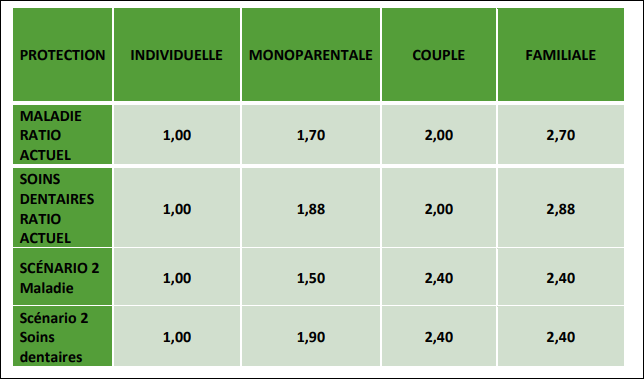 PROTECTION INDIVIDUELLE MONOPARENTALE COUPLE FAMILIALE
MALADIE
RATIO 1,00 1,70 2,00 2,70
ACTUEL
SOINS
DENTAIRES 1,00 1,88 2,00 2,88
RATIO
ACTUEL
SCÉNARIO 2 1,00 1,50 2,40 2,40
Maladie
Scénario 2
Soins 1,00 1,90 2,40 2,40
dentaires